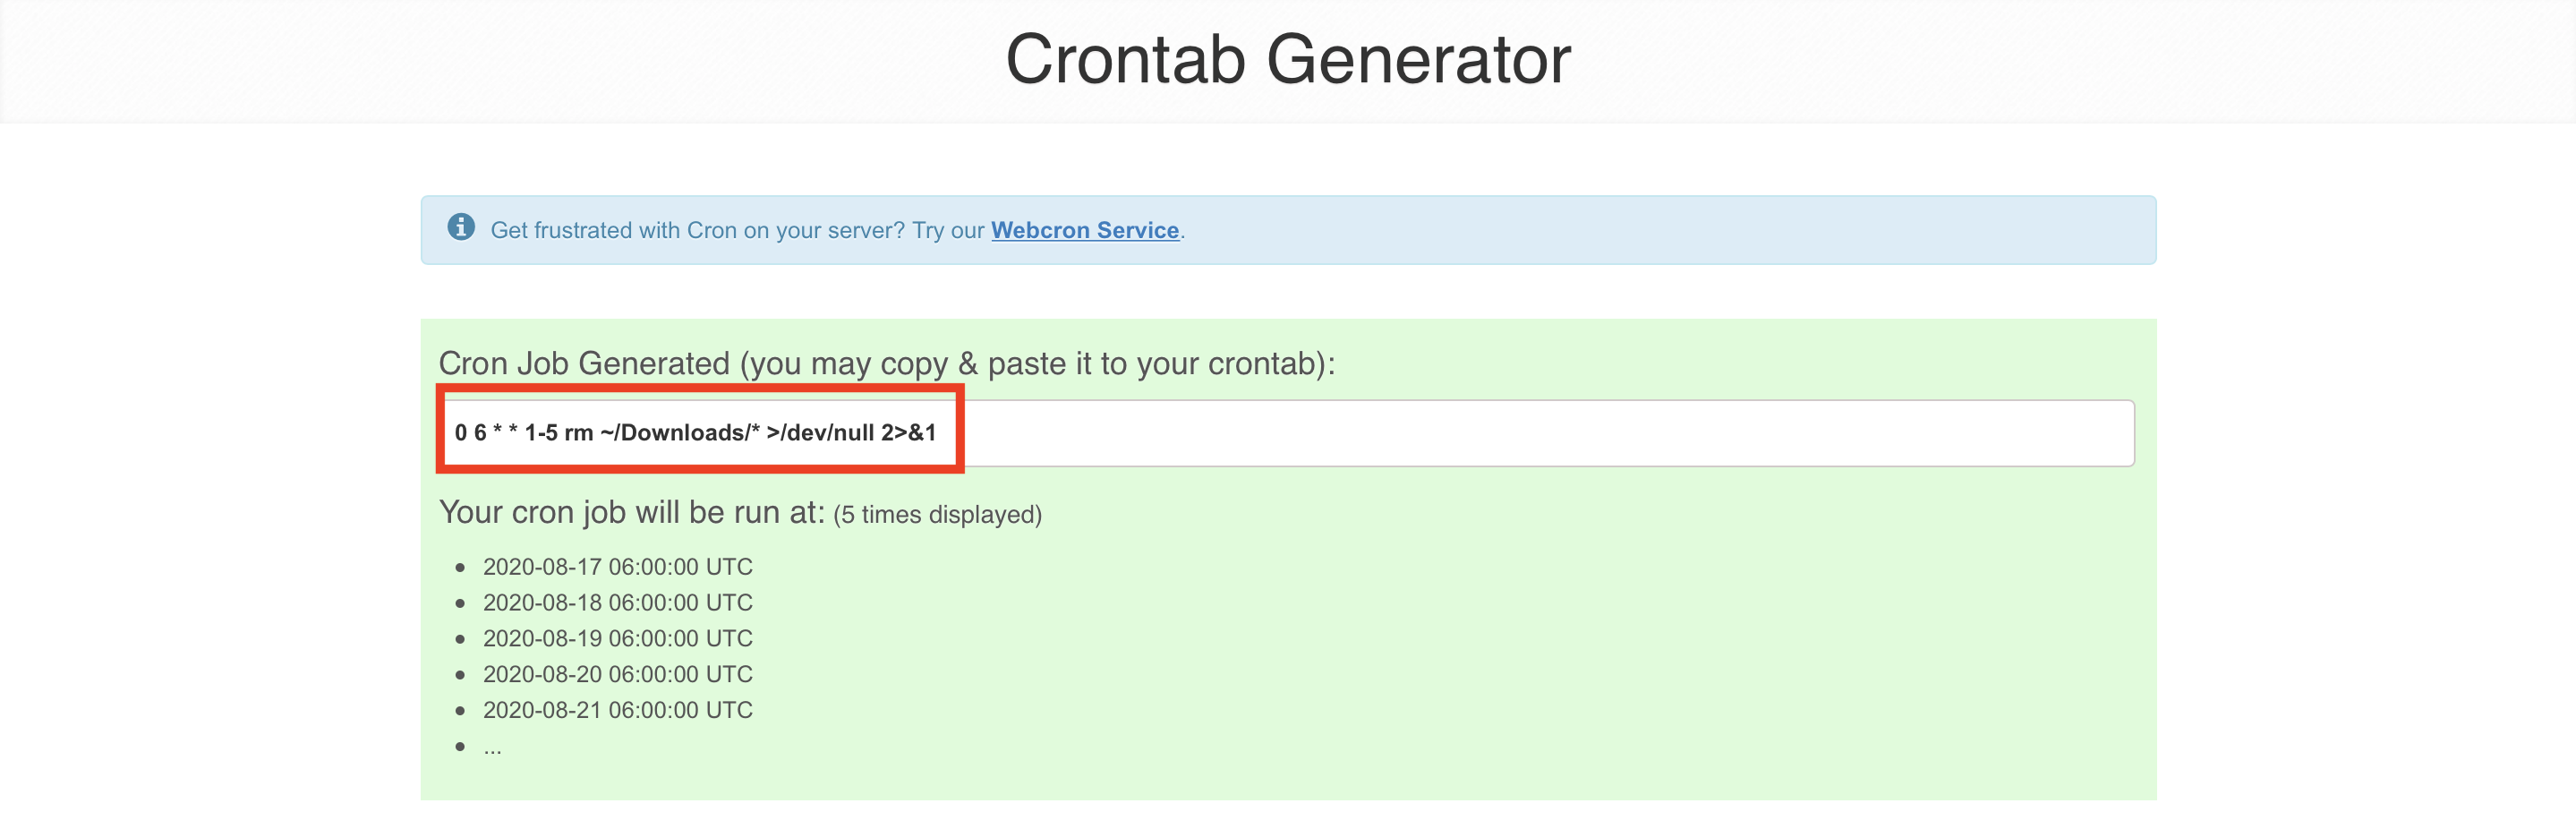 Crontab Generator
Get frustrated with Cron on your server? Try our Webcron Service.
Cron Job Generated (you may copy & paste it to your crontab):
0 6 * * 1-5 rm ~/Downloads/* >/dev/null 2>&1
Your cron job will be run at: (5 times displayed)
2020-08-17 06:00:00 UTC
2020-08-18 06:00:00 UTC
2020-08-19 06:00:00 UTC
2020-08-20 06:00:00 UTC
2020-08-21 06:00:00 UTC
...